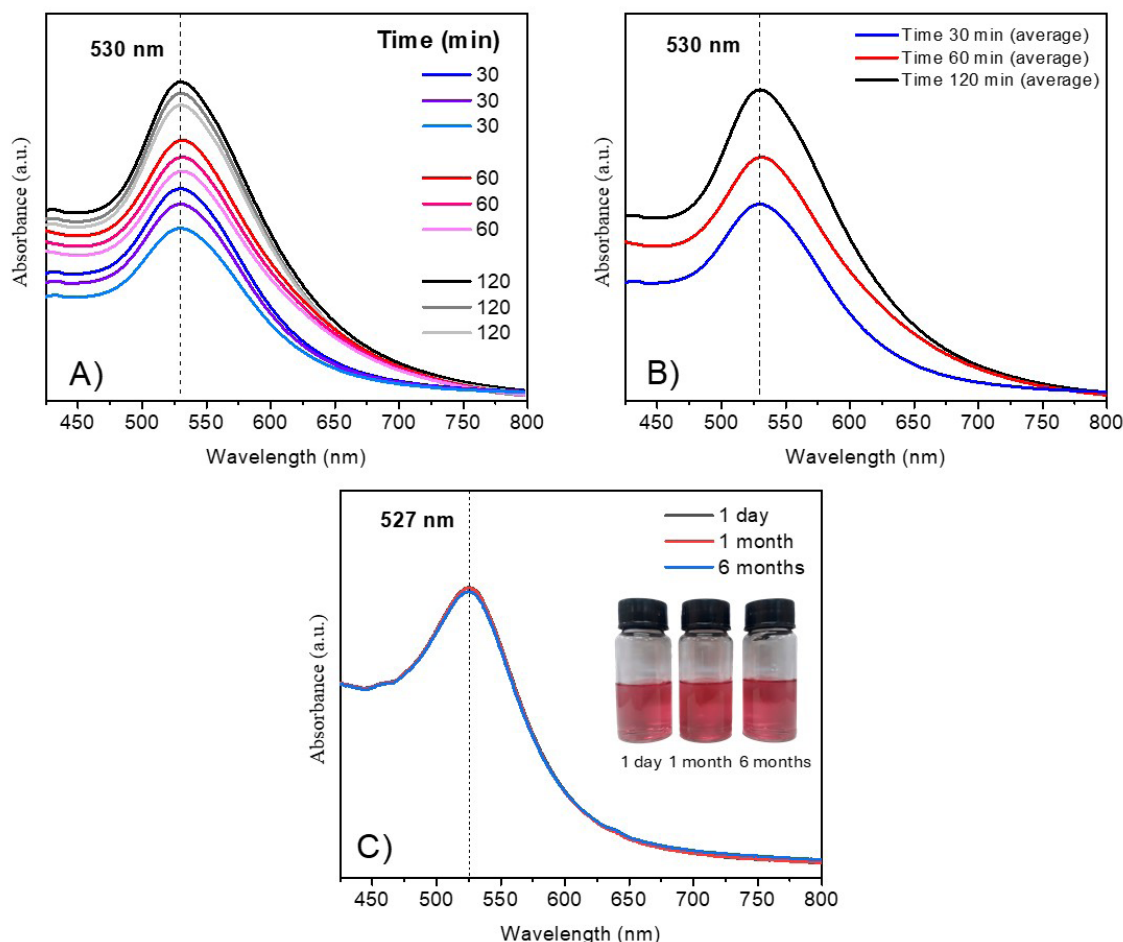 530 nm
Time (min)
30
30
30
60
60
60
120
120
120
Absorbance (a.u.)
A)
450 500 550 600 650 700 750 800
Wavelength (nm)
530 nm
Time 30 min (average)
Time 60 min (average)
Time 120 min (average)
Absorbance (a.u.)
B)
450 500 550 600 650 700 750 800
Wavelength (nm)
527 nm
1 day
1 month
6 months
1 day 1 month 6 months
Absorbance (a.u.)
C)
450 500 550 600 650 700 750 800
Wavelength (nm)